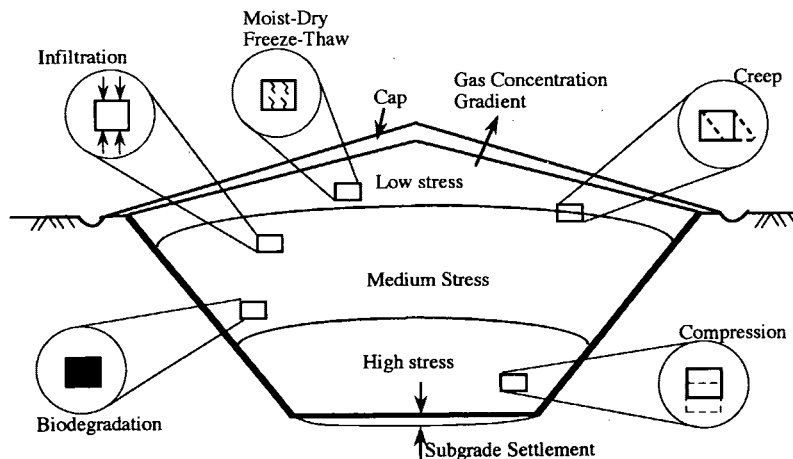 Moist-Dry
Freeze-Thaw
Infiltration
Gas Concentration
Gradient
Creep
Cap
Low stress
Medium Stress
Compression
High stress
Biodegradation
Subgrade Settlement